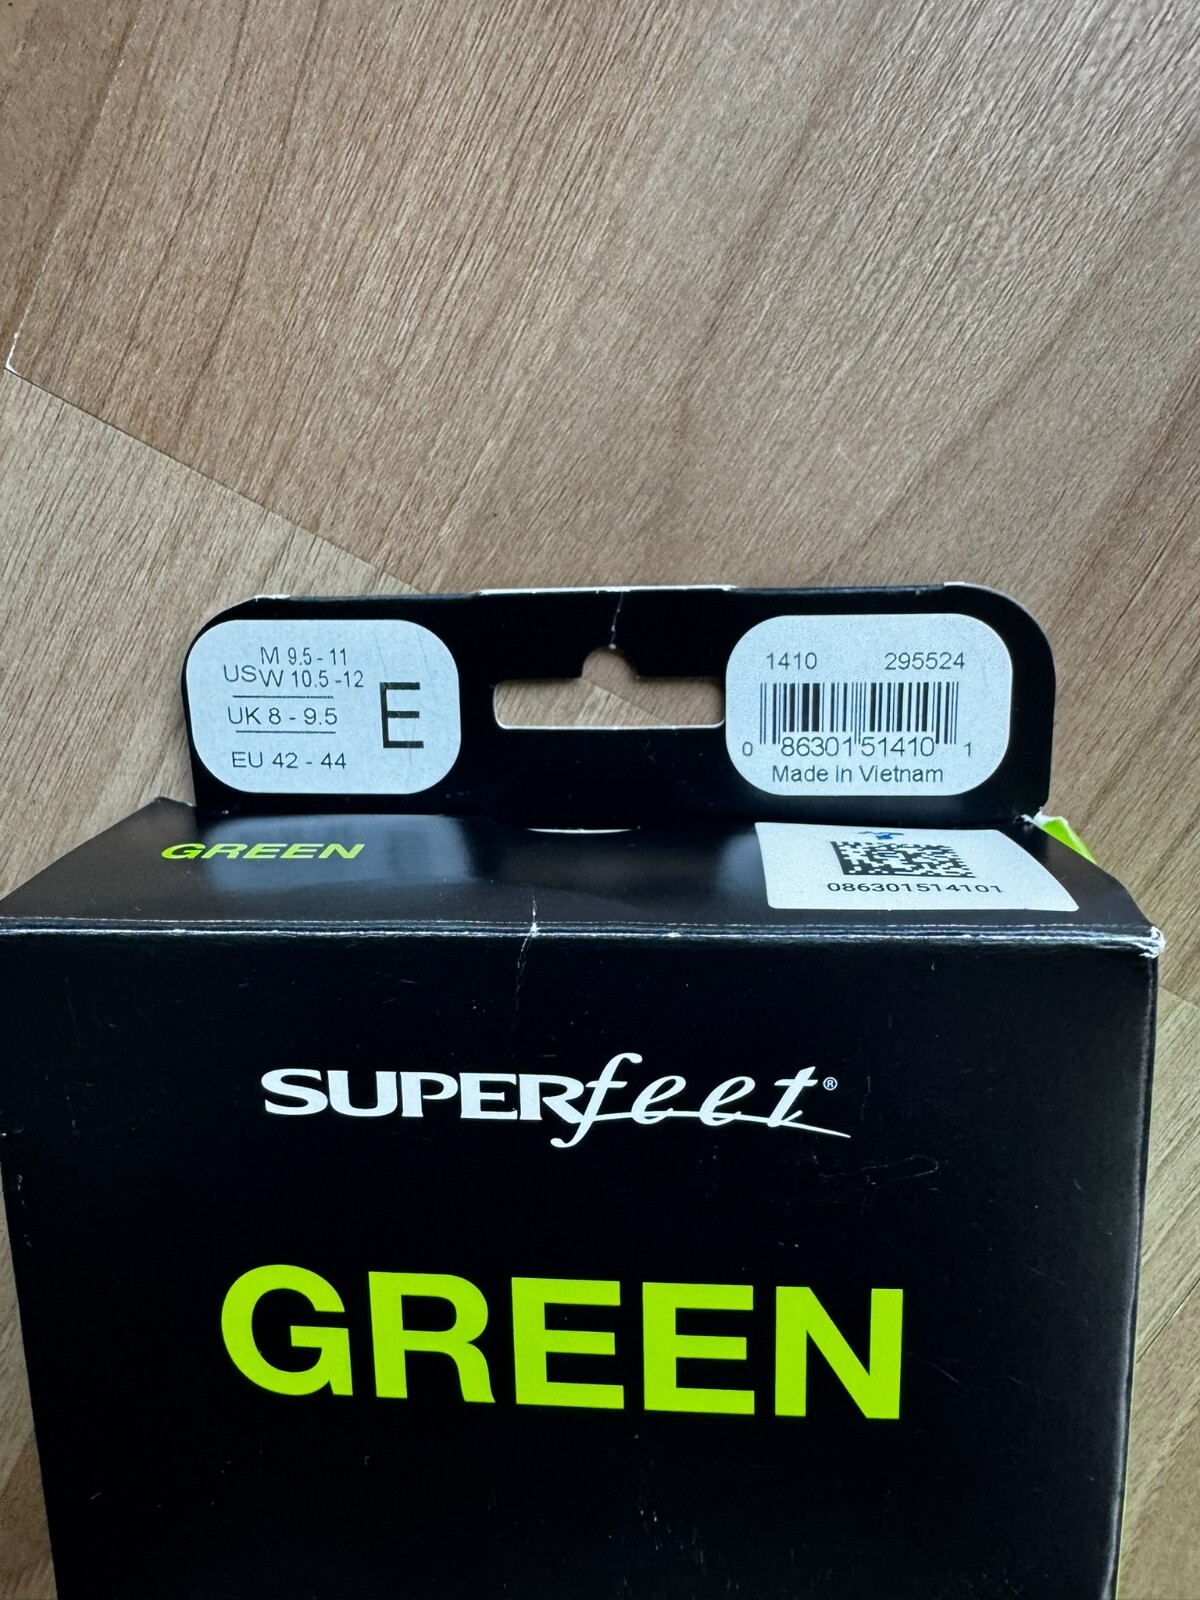 M 9.5 - 11
US W 10.5 - 12
UK 8 - 9.5
EU 42 - 44
E
1410 295524
0 86301 51410 1
Made In Vietnam
GREEN
086301514101
SUPERfeet®
GREEN